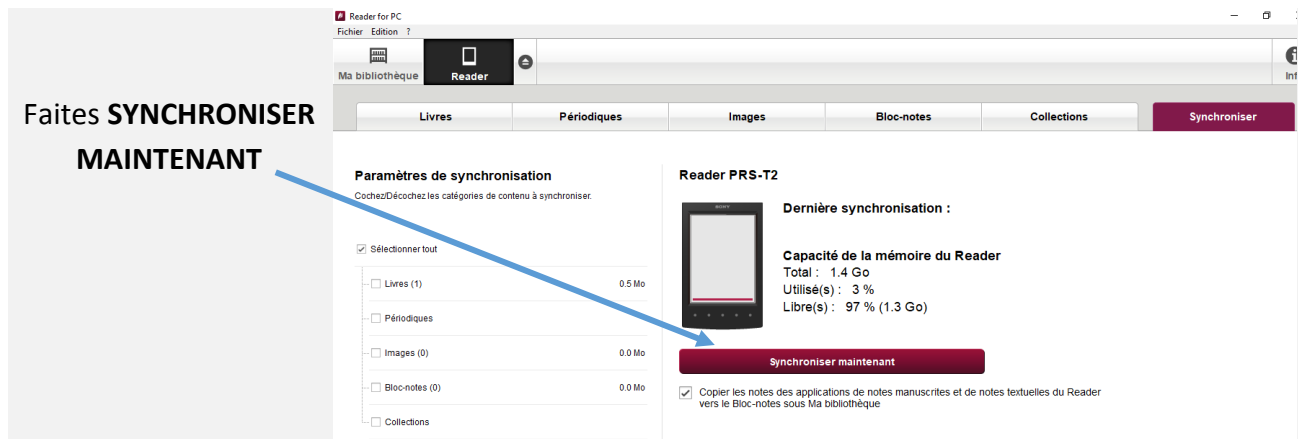 Reader for PC
Fichier Edition ?
Ma bibliothèque
Reader
Livres
Périodiques
Images
Bloc-notes
Collections
Synchroniser
Faites SYNCHRONISER
MAINTENANT
Paramètres de synchronisation
Cochez/Décochez les catégories de contenu à synchroniser.
Sélectionner tout
Livres (1) 0.5 Mo
Périodiques
Images (0) 0.0 Mo
Bloc-notes (0) 0.0 Mo
Collections
Reader PRS-T2
SONY
Dernière synchronisation :
Capacité de la mémoire du Reader
Total : 1.4 Go
Utilisé(s) : 3 %
Libre(s) : 97 % (1.3 Go)
Synchroniser maintenant
Copier les notes des applications de notes manuscrites et de notes textuelles du Reader
vers le Bloc-notes sous Ma bibliothèque